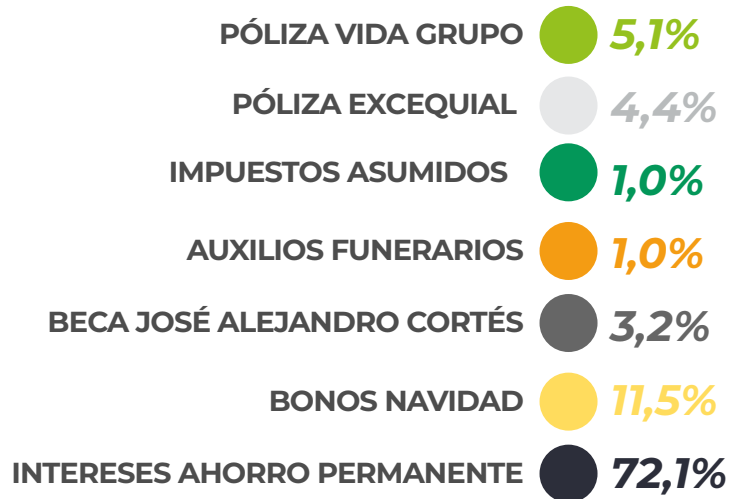 PÓLIZA VIDA GRUPO 5,1%
PÓLIZA EXCEQUIAL 4,4%
IMPUESTOS ASUMIDOS 1,0%
AUXILIOS FUNERARIOS 1,0%
BECA JOSÉ ALEJANDRO CORTÉS 3,2%
BONOS NAVIDAD 11,5%
INTERESES AHORRO PERMANENTE 72,1%